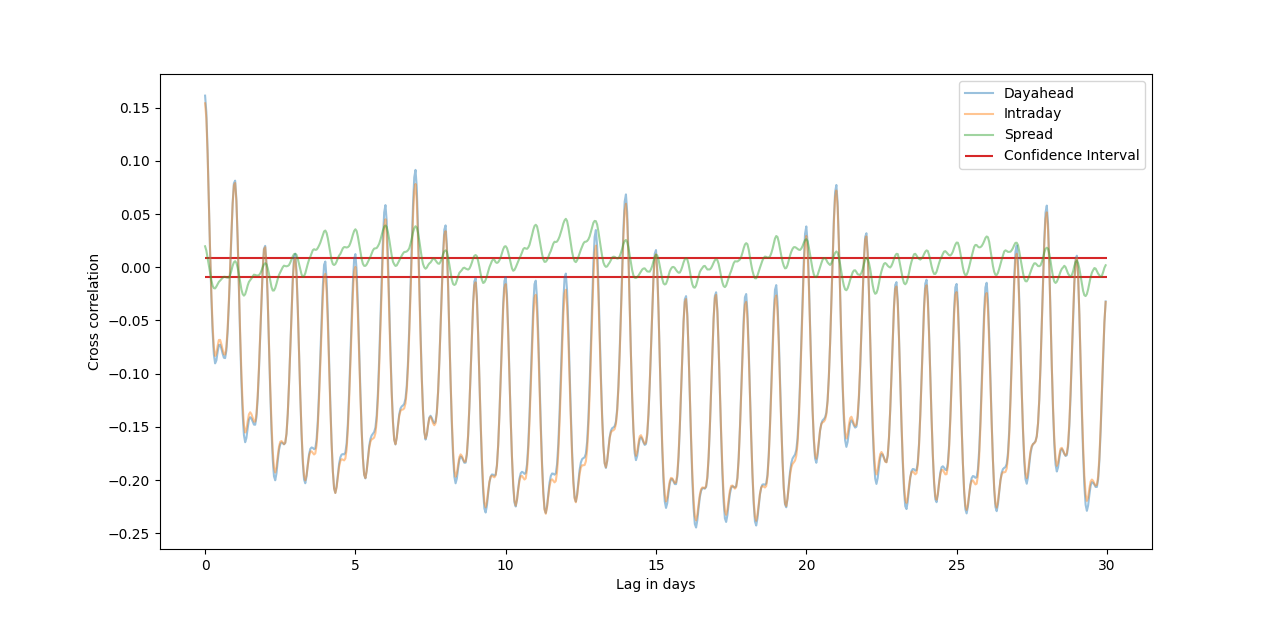 Dayahead
Intraday
Spread
Confidence Interval
Cross correlation
0.15
0.10
0.05
0.00
−0.05
−0.10
−0.15
−0.20
−0.25
0 5 10 15 20 25 30
Lag in days